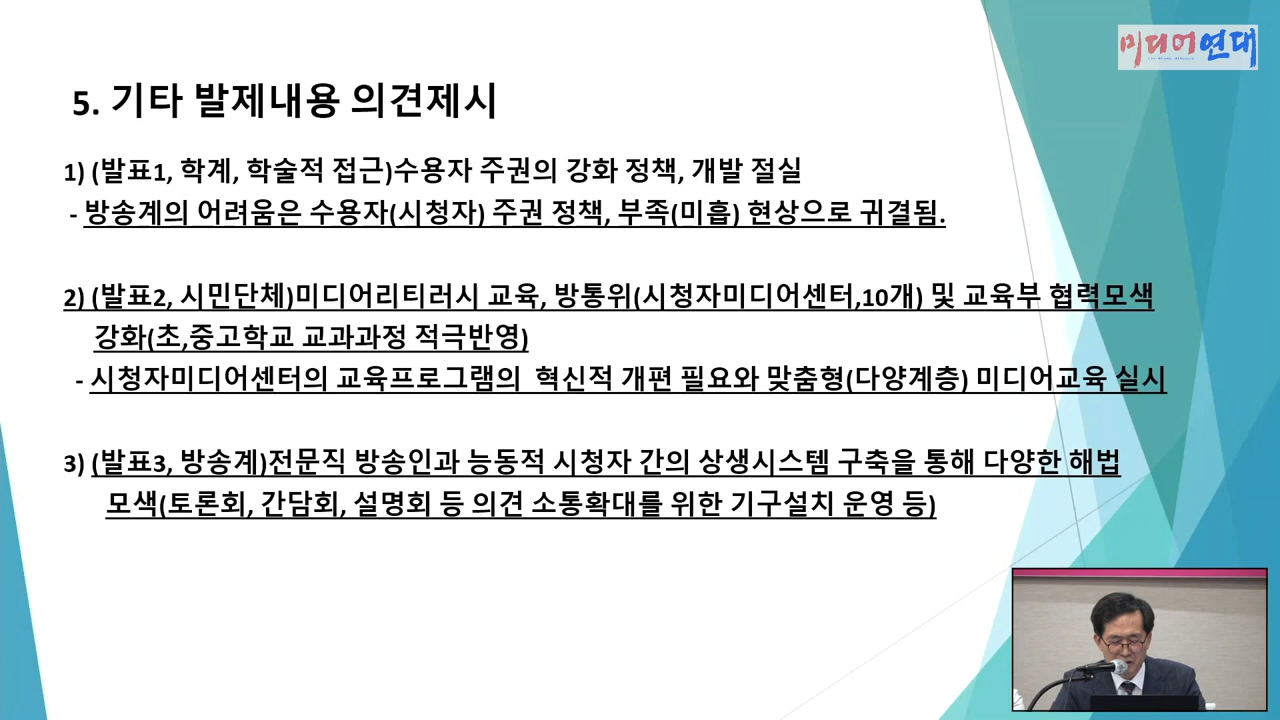 미디어연대
5. 기타 발제내용 의견제시
1) (발표1, 학계, 학술적 접근)수용자 주권의 강화 정책, 개발 절실
- 방송계의 어려움은 수용자(시청자) 주권 정책, 부족(미흡) 현상으로 귀결됨.
2) (발표2, 시민단체)미디어리티러시 교육, 방통위(시청자미디어센터,10개) 및 교육부 협력모색
강화(초,중고학교 교과과정 적극반영)
- 시청자미디어센터의 교육프로그램의 혁신적 개편 필요와 맞춤형(다양계층) 미디어교육 실시
3) (발표3, 방송계)전문직 방송인과 능동적 시청자 간의 상생시스템 구축을 통해 다양한 해법
모색(토론회, 간담회, 설명회 등 의견 소통확대를 위한 기구설치 운영 등)